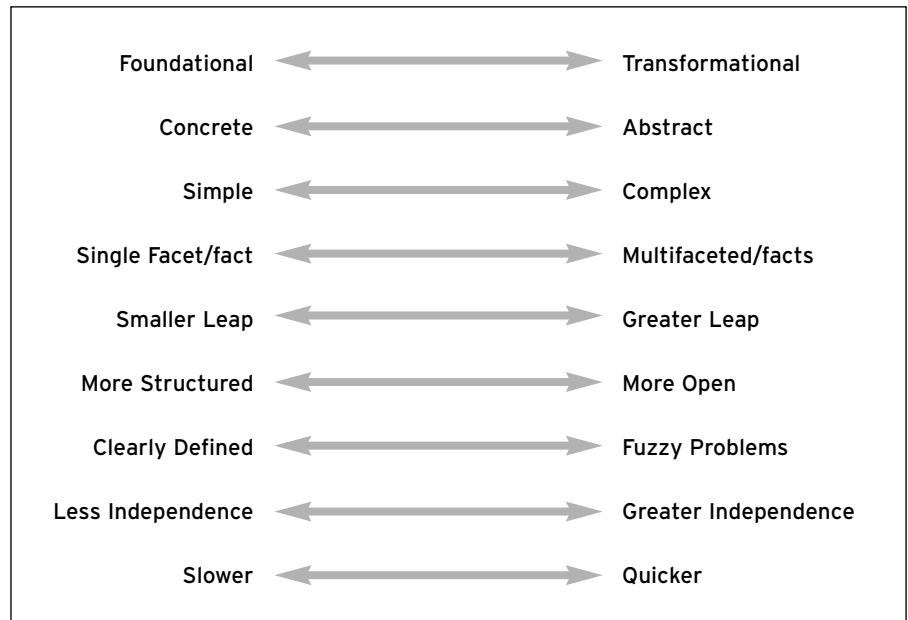 Foundational Transformational
Concrete Abstract
Simple Complex
Single Facet/fact Multifaceted/facts
Smaller Leap Greater Leap
More Structured More Open
Clearly Defined Fuzzy Problems
Less Independence Greater Independence
Slower Quicker